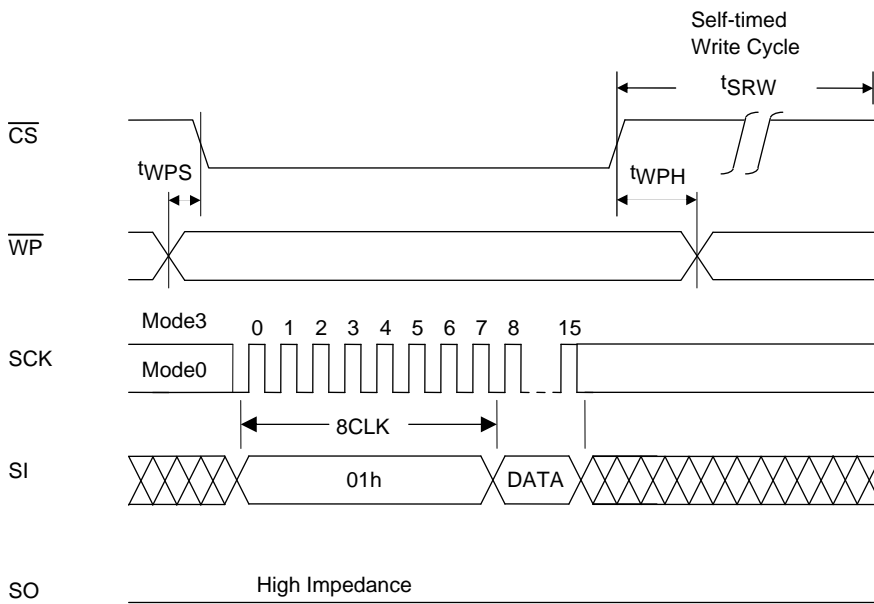 Self-timed
Write Cycle
tSRW
CS
tWPS
tWPH
WP
Mode3
0 1 2 3 4 5 6 7 8 15
SCK
Mode0
8CLK
SI
01h
DATA
High Impedance
SO